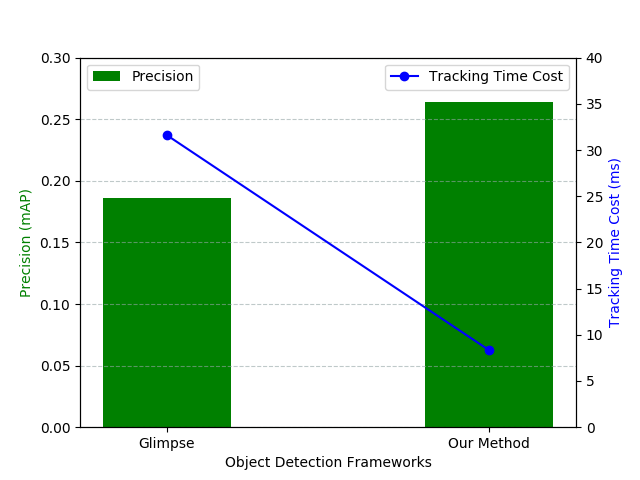 Precision
Tracking Time Cost
0.30
0.25
0.20
0.15
0.10
0.05
0.00
Precision (mAP)
40
35
30
25
20
15
10
5
0
Tracking Time Cost (ms)
Glimpse
Our Method
Object Detection Frameworks